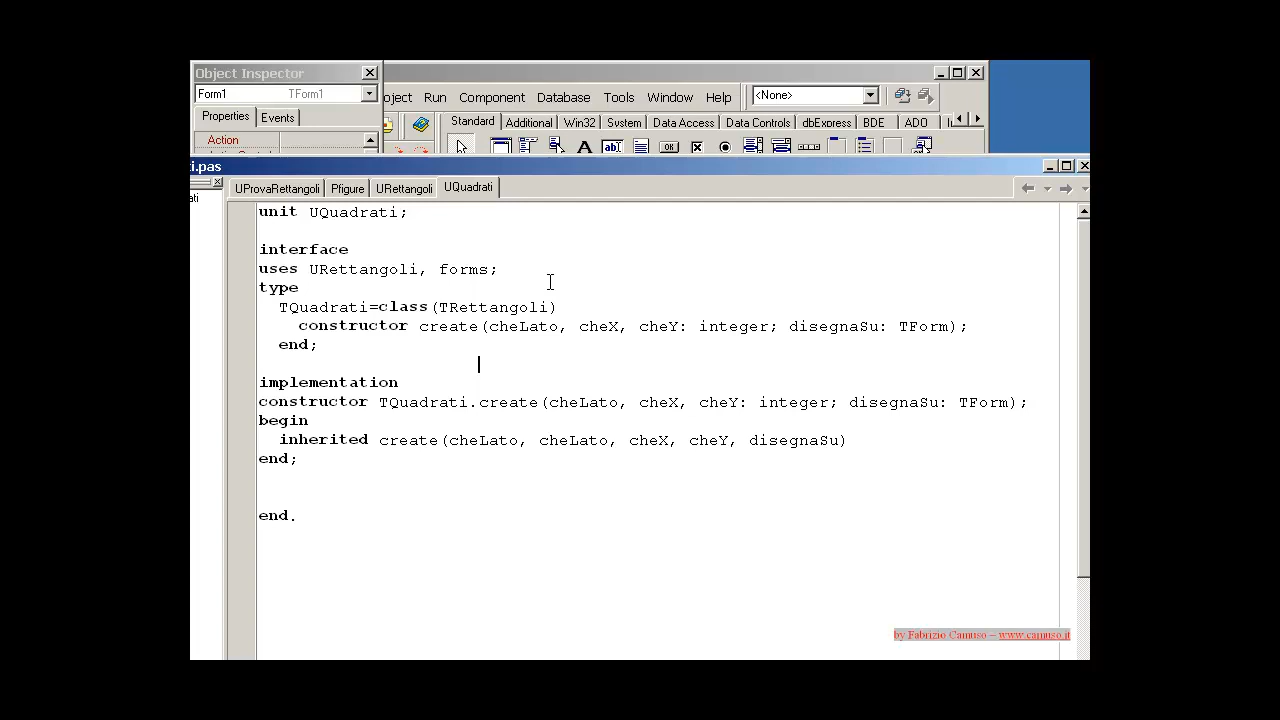 Object Inspector
Form1 TForm1
Properties Events
Action
oject Run Component Database Tools Window Help <None>
Standard Additional Win32 System Data Access Data Controls dbExpress BDE ADO
ti.pas
UProvaRettangoli Pfigure URettangoli UQuadrati
unit UQuadrati;
interface
uses URettangoli, forms;
type
TQuadrati=class(TRettangoli)
constructor create(cheLato, cheX, cheY: integer; disegnaSu: TForm);
end;
implementation
constructor TQuadrati.create(cheLato, cheX, cheY: integer; disegnaSu: TForm);
begin
inherited create(cheLato, cheLato, cheX, cheY, disegnaSu)
end;
end.
by Fabrizio Camuso – www.camuso.it